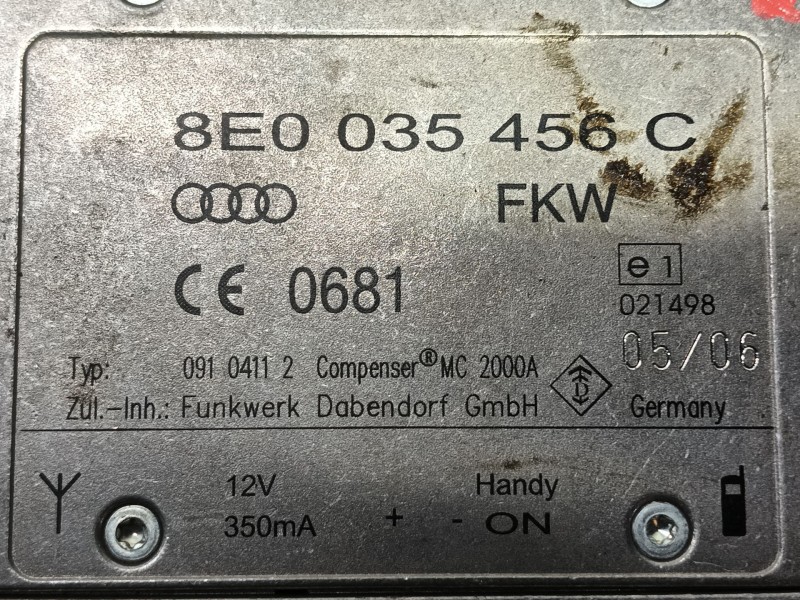 8E0 035 456 C
FKW
CE 0681
e1
021498
05/06
Typ: 091 0411 2 Compenser® MC 2000A
Zul.-Inh.: Funkwerk Dabendorf GmbH Germany
12V Handy
350mA + - ON